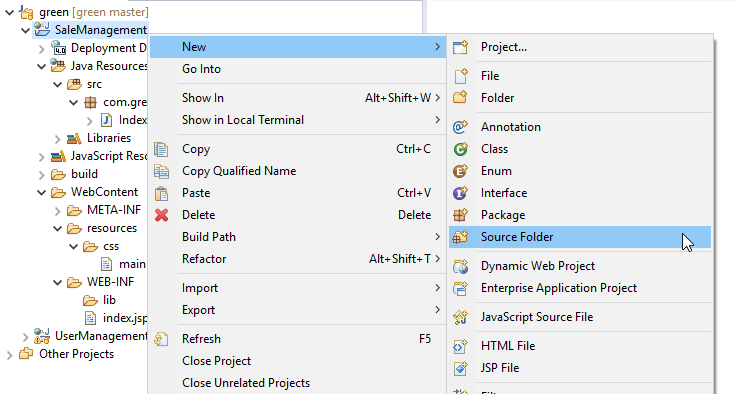 green [green master]
SaleManagement
Deployment D
Java Resources
src
com.gre
Index
Libraries
JavaScript Reso
build
WebContent
META-INF
resources
css
main
WEB-INF
lib
index.jsp
UserManagement
Other Projects
New
Go Into
Show In Alt+Shift+W
Show in Local Terminal
Copy Ctrl+C
Copy Qualified Name
Paste Ctrl+V
Delete Delete
Build Path
Refactor Alt+Shift+T
Import
Export
Refresh F5
Close Project
Close Unrelated Projects
Project...
File
Folder
Annotation
Class
Enum
Interface
Package
Source Folder
Dynamic Web Project
Enterprise Application Project
JavaScript Source File
HTML File
JSP File